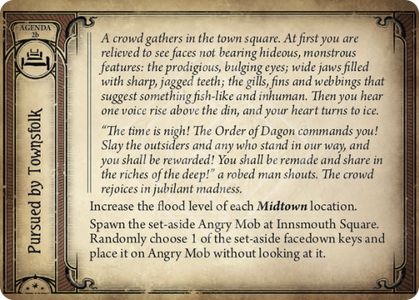 AGENDA
2b
Pursued by Townsfolk
A crowd gathers in the town square. At first you are
relieved to see faces not bearing hideous, monstrous
features: the prodigious, bulging eyes; wide jaws filled
with sharp, jagged teeth; the gills, fins and webbings that
suggest something fish-like and inhuman. Then you hear
one voice rise above the din, and your heart turns to ice.
“The time is nigh! The Order of Dagon commands you!
Slay the outsiders and any who stand in our way, and
you shall be rewarded! You shall be remade and share in
the riches of the deep!” a robed man shouts. The crowd
rejoices in jubilant madness.
Increase the flood level of each Midtown location.
Spawn the set-aside Angry Mob at Innsmouth Square.
Randomly choose 1 of the set-aside facedown keys and
place it on Angry Mob without looking at it.